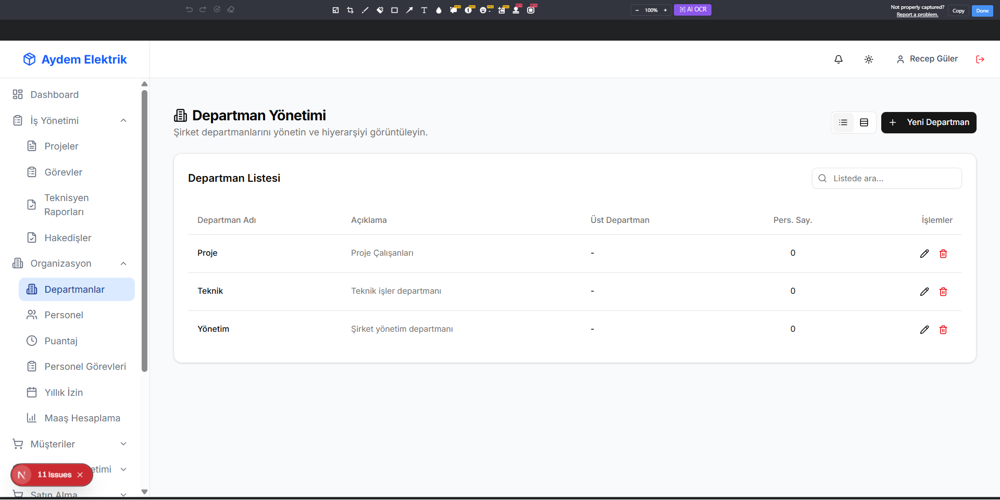 100%
AI OCR
Not properly captured?
Report a problem.
Copy
Done
Aydem Elektrik
Recep Güler
Dashboard
İş Yönetimi
Projeler
Görevler
Teknisyen
Raporları
Hakedişler
Organizasyon
Departmanlar
Personel
Puantaj
Personel Görevleri
Yıllık İzin
Maaş Hesaplama
Müşteriler
etimi
11 Issues
Satın Alma
Departman Yönetimi
Şirket departmanlarını yönetin ve hiyerarşiyi görüntüleyin.
+ Yeni Departman
Departman Listesi
Listede ara...
Departman Adı Açıklama Üst Departman Pers. Say. İşlemler
Proje Proje Çalışanları - 0
Teknik Teknik işler departmanı - 0
Yönetim Şirket yönetim departmanı - 0